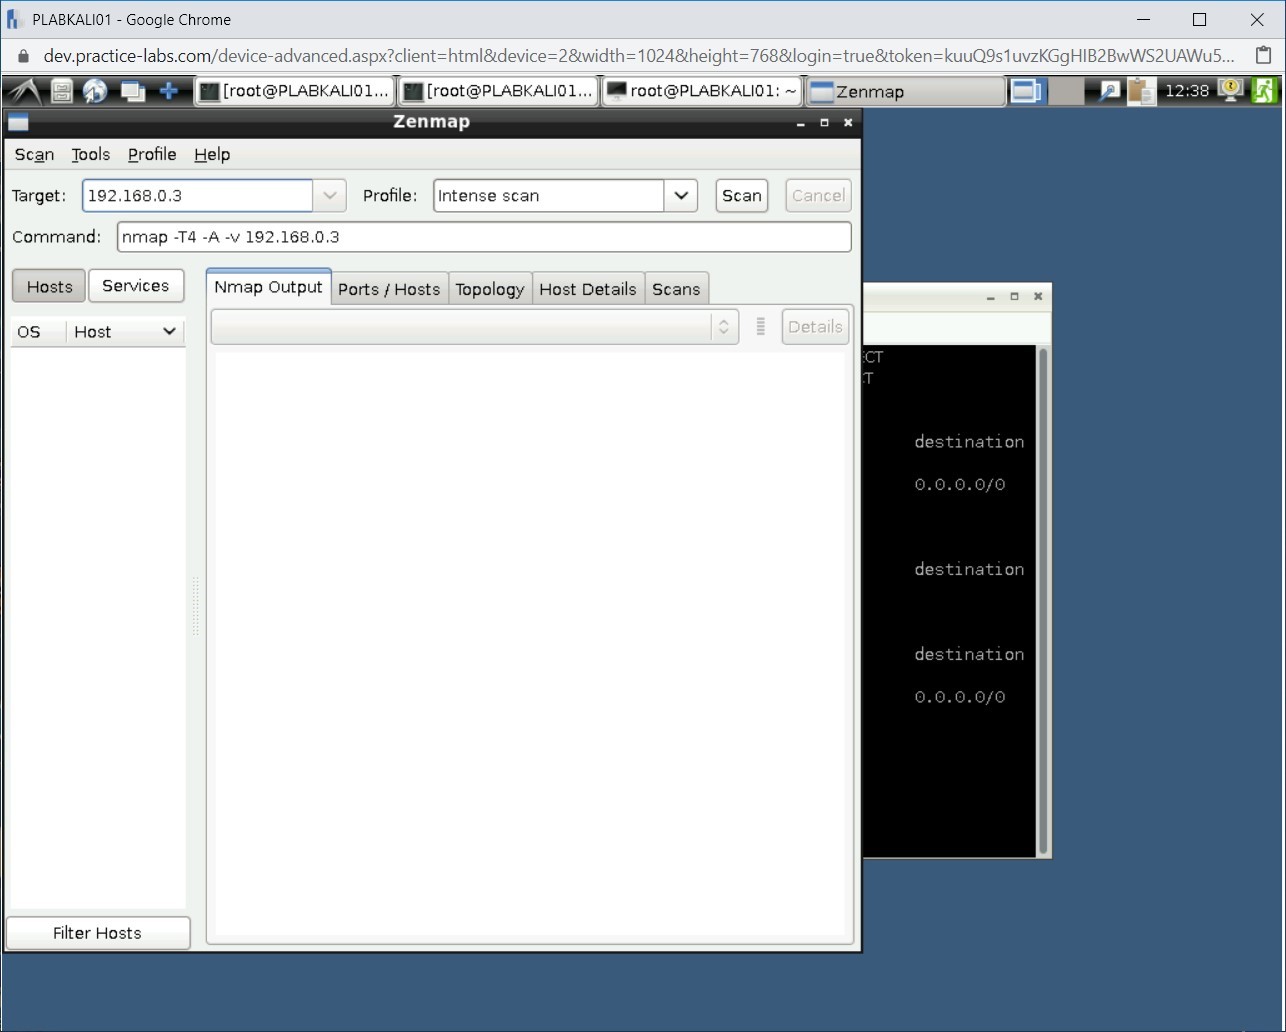 PLABKALI01 - Google Chrome
dev.practice-labs.com/device-advanced.aspx?client=html&device=2&width=1024&height=768&login=true&token=kuuQ9s1uvzKGgHIB2BwWS2UAWu5...
[root@PLABKALI01... [root@PLABKALI01... root@PLABKALI01: ~ Zenmap 12:38
Zenmap
Scan Tools Profile Help
Target: 192.168.0.3 Profile: Intense scan Scan Cancel
Command: nmap -T4 -A -v 192.168.0.3
Hosts Services Nmap Output Ports / Hosts Topology Host Details Scans
OS Host Details
ECT
CT
destination
0.0.0.0/0
destination
destination
0.0.0.0/0
Filter Hosts